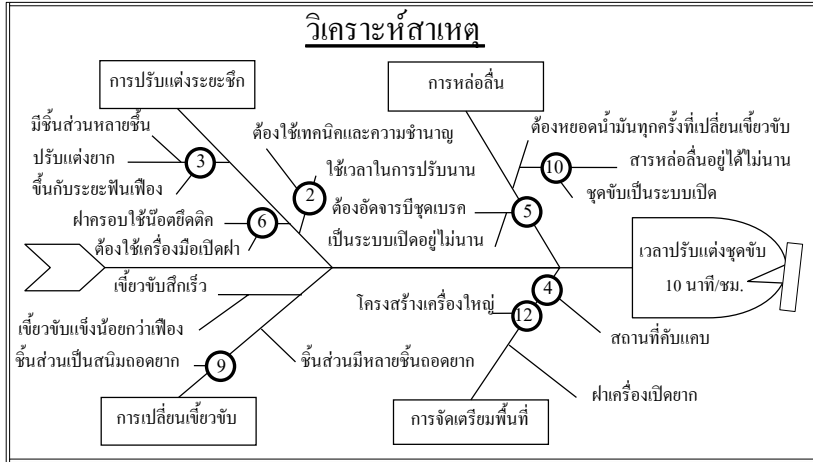 วิเคราะห์สาเหตุ
การปรับแต่งระยะชึก
การหล่อลื่น
มีชิ้นส่วนหลายชิ้น
ปรับแต่งยาก
3
ขึ้นกับระยะฟันเฟือง
ต้องใช้เทคนิคและความชำนาญ
ใช้เวลาในการปรับนาน
2
ฝาครอบใช้น๊อตยึดติด
6
ต้องใช้เครื่องมือเปิดฝา
ต้องหยอดน้ำมันทุกครั้งที่เปลี่ยนเขี้ยวขับ
10
สารหล่อลื่นอยู่ได้ไม่นาน
ชุดขับเป็นระบบเปิด
ต้องอัดจารบีชุดเบรค
5
เป็นระบบเปิดอยู่ไม่นาน
เวลาปรับแต่งชุดขับ
10 นาที/ชม.
เขี้ยวขับสึกเร็ว
เขี้ยวขับแข็งน้อยกว่าเฟือง
ชิ้นส่วนเป็นสนิมถอดยาก
9
ชิ้นส่วนมีหลายชิ้นถอดยาก
การเปลี่ยนเขี้ยวขับ
4
โครงสร้างเครื่องใหญ่
12
สถานที่คับแคบ
ฝาเครื่องเปิดยาก
การจัดเตรียมพื้นที่